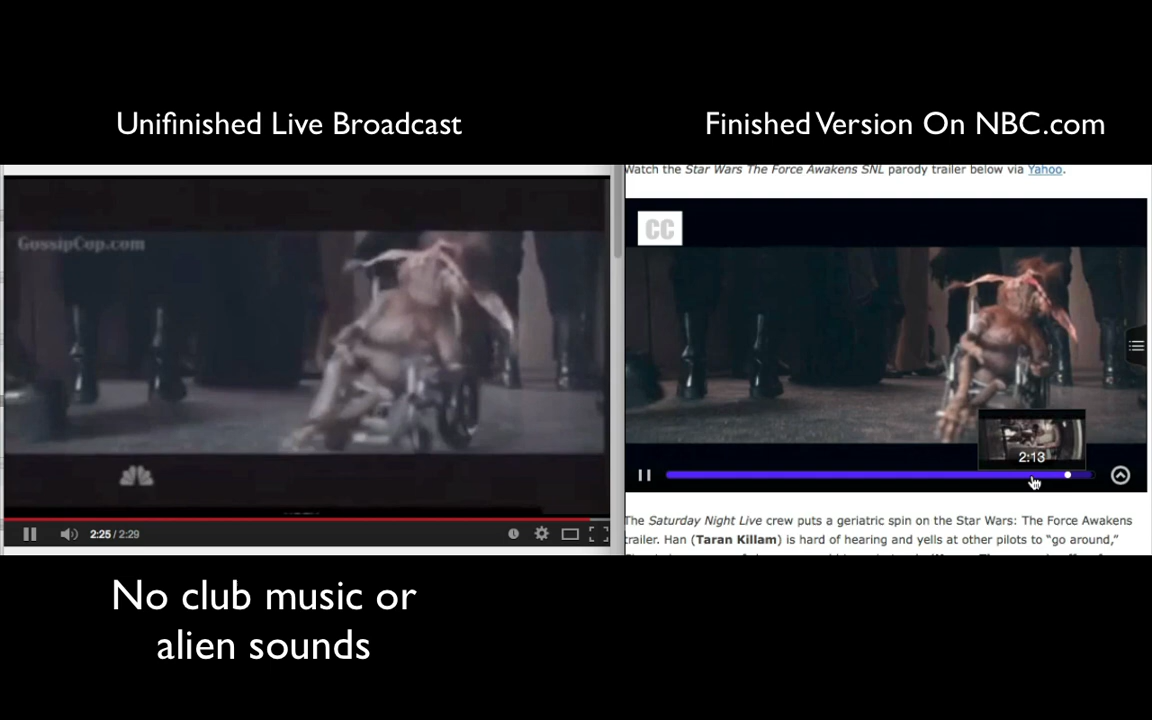 Unifinished Live Broadcast
Finished Version On NBC.com
Watch the Star Wars The Force Awakens SNL parody trailer below via Yahoo.
CC
GossipCop.com
2:13
2:25 / 2:29
The Saturday Night Live crew puts a geriatric spin on the Star Wars: The Force Awakens
trailer. Han (Taran Killam) is hard of hearing and yells at other pilots to “go around,”
No club music or
alien sounds